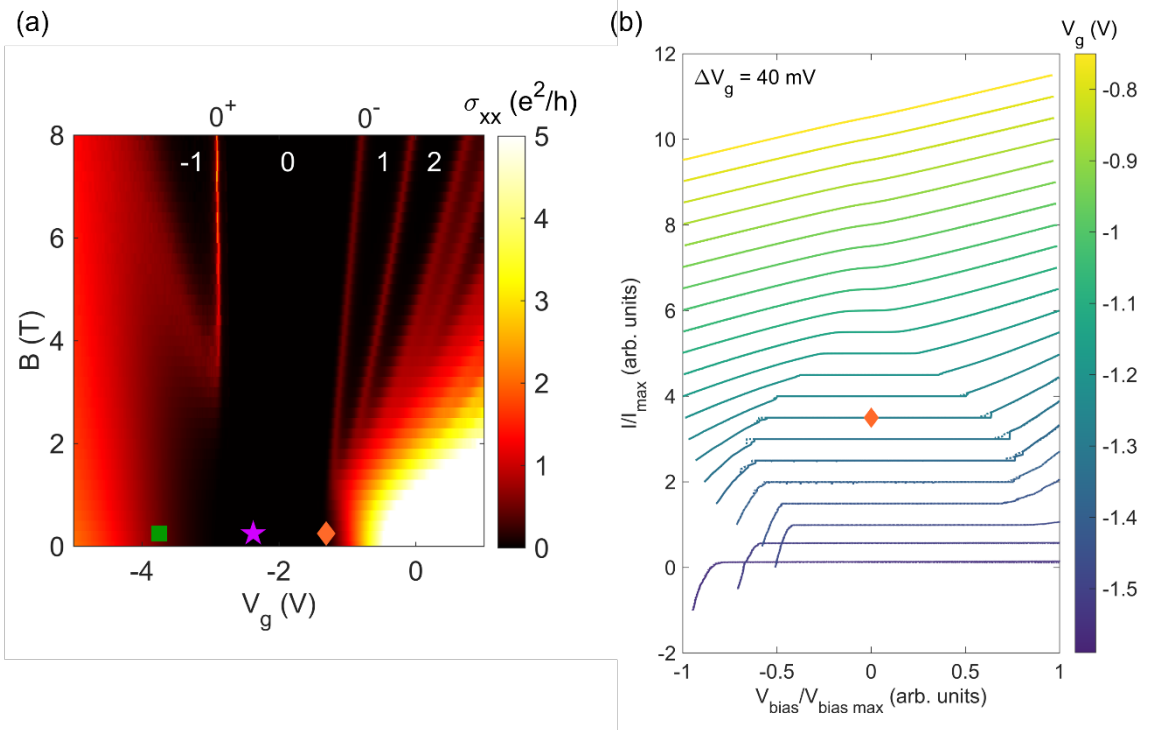 (a)
0⁺ 0⁻ σxx (e²/h)
-1 0 1 2
8
6
4
2
0
B (T)
-4 -2 0
Vg (V)
5
4
3
2
1
0
(b)
Vg (V)
ΔVg = 40 mV
12
10
8
6
4
2
0
-2
I/Imax (arb. units)
-1 -0.5 0 0.5 1
Vbias/Vbias max (arb. units)
-0.8
-0.9
-1
-1.1
-1.2
-1.3
-1.4
-1.5